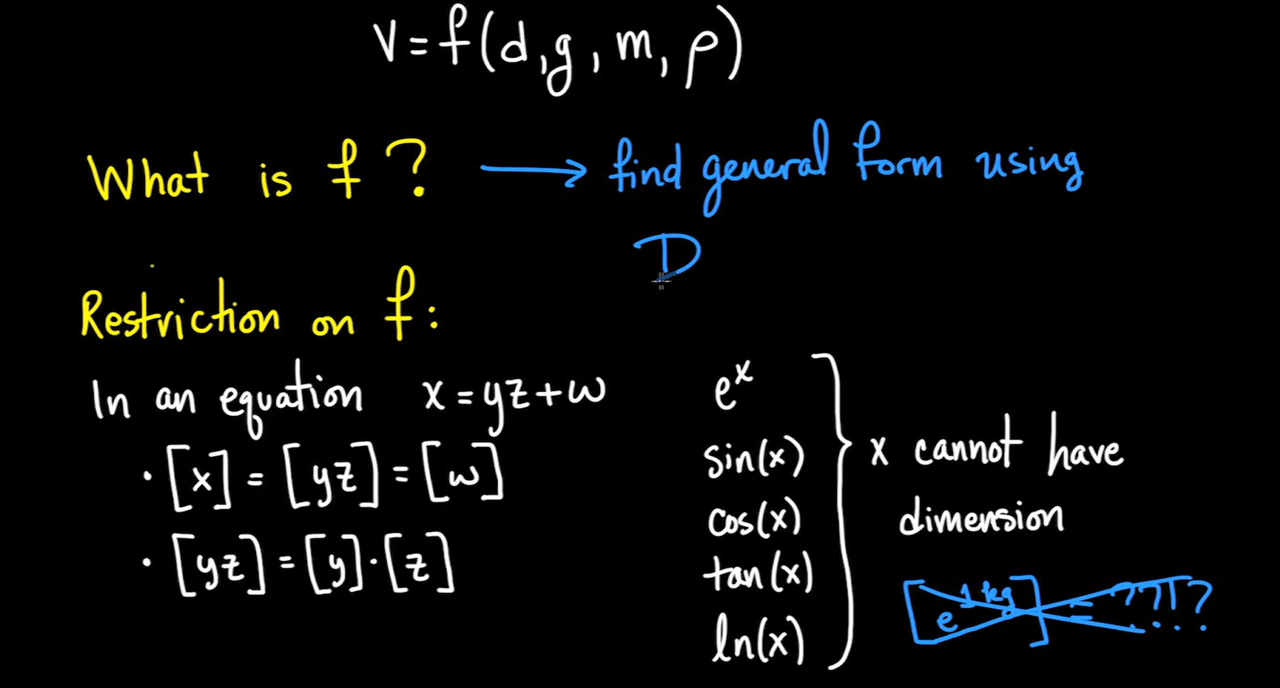 v=f(d,g,m,ρ)
What is f? → find general form using
D
Restriction on f:
In an equation x=yz+w
· [x]=[yz]=[w]
· [yz]=[y]·[z]
e^x
sin(x)
cos(x)
tan(x)
ln(x)
x cannot have
dimension
[e^1kg] = ??!?